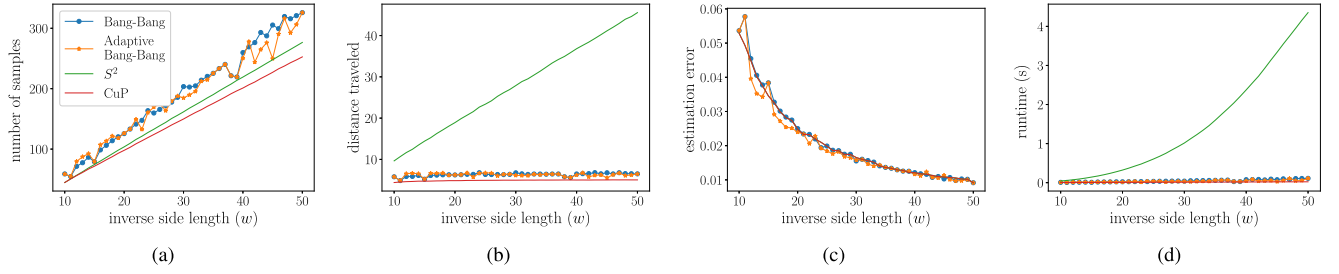 number of samples
300
200
100
Bang-Bang
Adaptive
Bang-Bang
S²
CuP
10 20 30 40 50
inverse side length (w)
(a)
distance traveled
40
30
20
10
10 20 30 40 50
inverse side length (w)
(b)
estimation error
0.06
0.05
0.04
0.03
0.02
0.01
10 20 30 40 50
inverse side length (w)
(c)
runtime (s)
4
3
2
1
0
10 20 30 40 50
inverse side length (w)
(d)